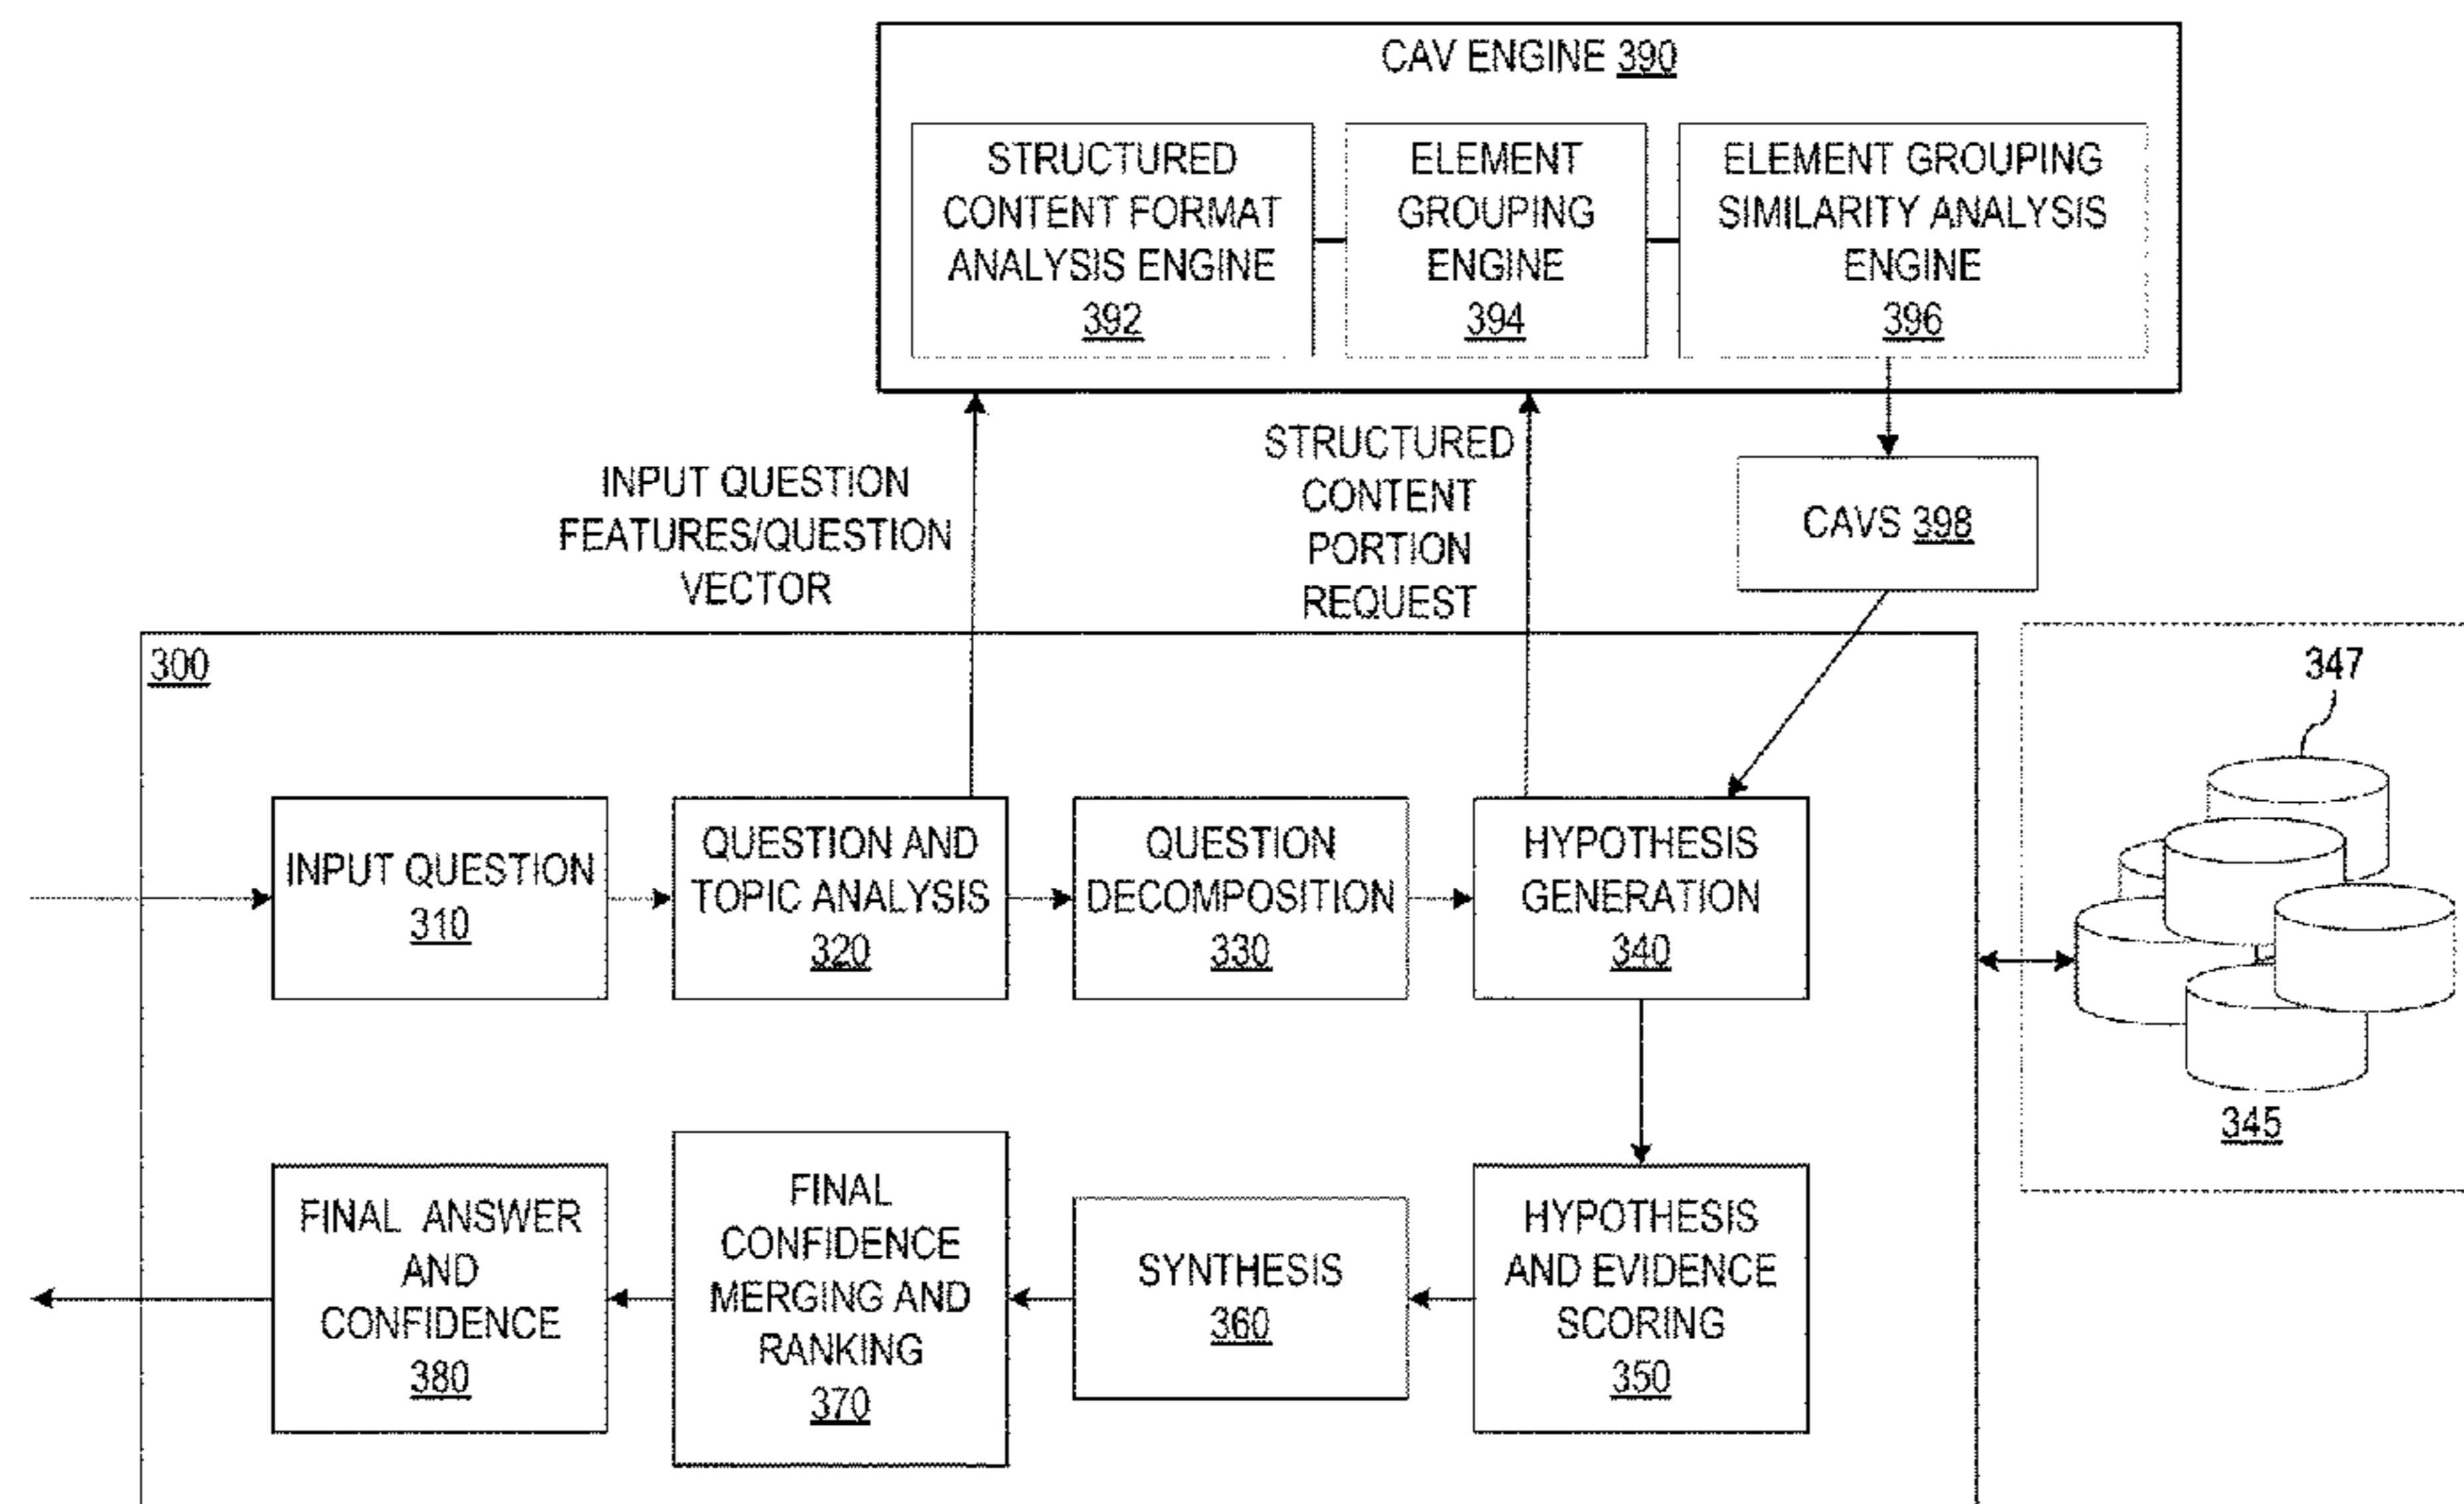 CAV ENGINE 390
STRUCTURED
CONTENT FORMAT
ANALYSIS ENGINE
392
ELEMENT
GROUPING
ENGINE
394
ELEMENT GROUPING
SIMILARITY ANALYSIS
ENGINE
396
INPUT QUESTION
FEATURES/QUESTION
VECTOR
STRUCTURED
CONTENT
PORTION
REQUEST
CAVS 398
300
347
INPUT QUESTION
310
QUESTION AND
TOPIC ANALYSIS
320
QUESTION
DECOMPOSITION
330
HYPOTHESIS
GENERATION
340
345
FINAL ANSWER
AND
CONFIDENCE
380
FINAL
CONFIDENCE
MERGING AND
RANKING
370
SYNTHESIS
360
HYPOTHESIS
AND EVIDENCE
SCORING
350